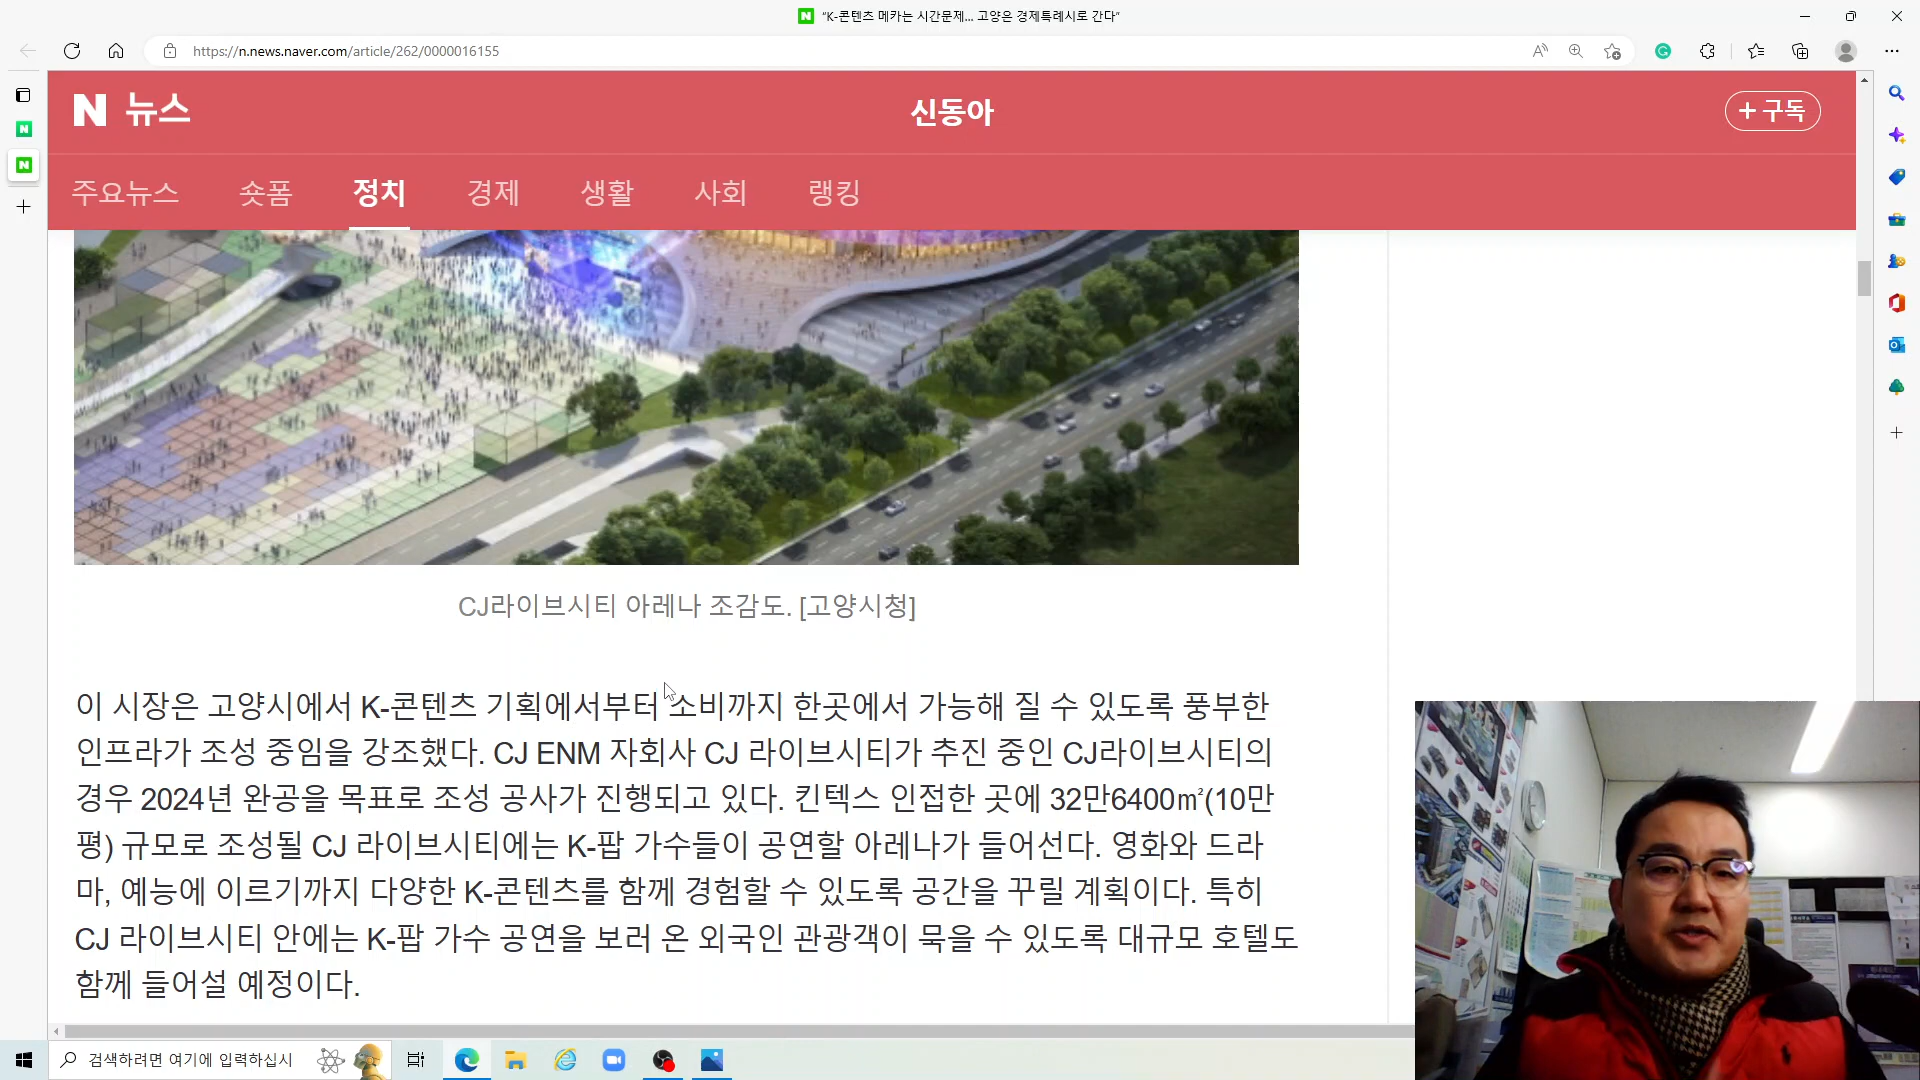 “K-콘텐츠 메카는 시간문제... 고양은 경제특례시로 간다”
https://n.news.naver.com/article/262/0000016155
N 뉴스
신동아
+ 구독
주요뉴스 숏폼 정치 경제 생활 사회 랭킹
CJ라이브시티 아레나 조감도. [고양시청]
이 시장은 고양시에서 K-콘텐츠 기획에서부터 소비까지 한곳에서 가능해 질 수 있도록 풍부한
인프라가 조성 중임을 강조했다. CJ ENM 자회사 CJ 라이브시티가 추진 중인 CJ라이브시티의
경우 2024년 완공을 목표로 조성 공사가 진행되고 있다. 킨텍스 인접한 곳에 32만6400㎡(10만
평) 규모로 조성될 CJ 라이브시티에는 K-팝 가수들이 공연할 아레나가 들어선다. 영화와 드라
마, 예능에 이르기까지 다양한 K-콘텐츠를 함께 경험할 수 있도록 공간을 꾸릴 계획이다. 특히
CJ 라이브시티 안에는 K-팝 가수 공연을 보러 온 외국인 관광객이 묵을 수 있도록 대규모 호텔도
함께 들어설 예정이다.
검색하려면 여기에 입력하십시